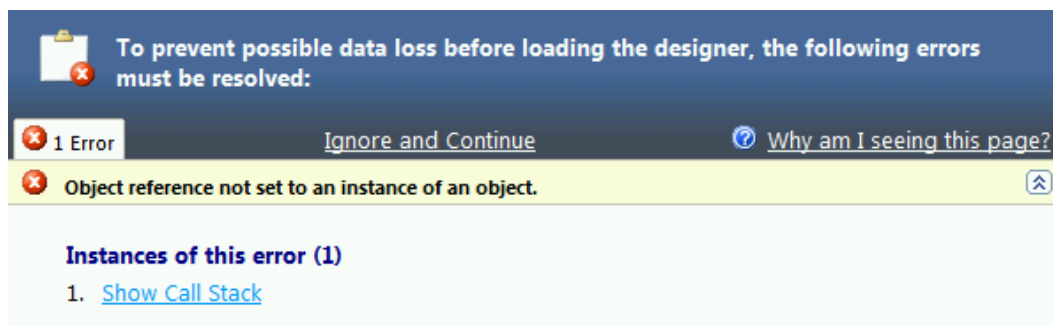 To prevent possible data loss before loading the designer, the following errors
must be resolved:
1 Error
Ignore and Continue
Why am I seeing this page?
Object reference not set to an instance of an object.
Instances of this error (1)
1. Show Call Stack